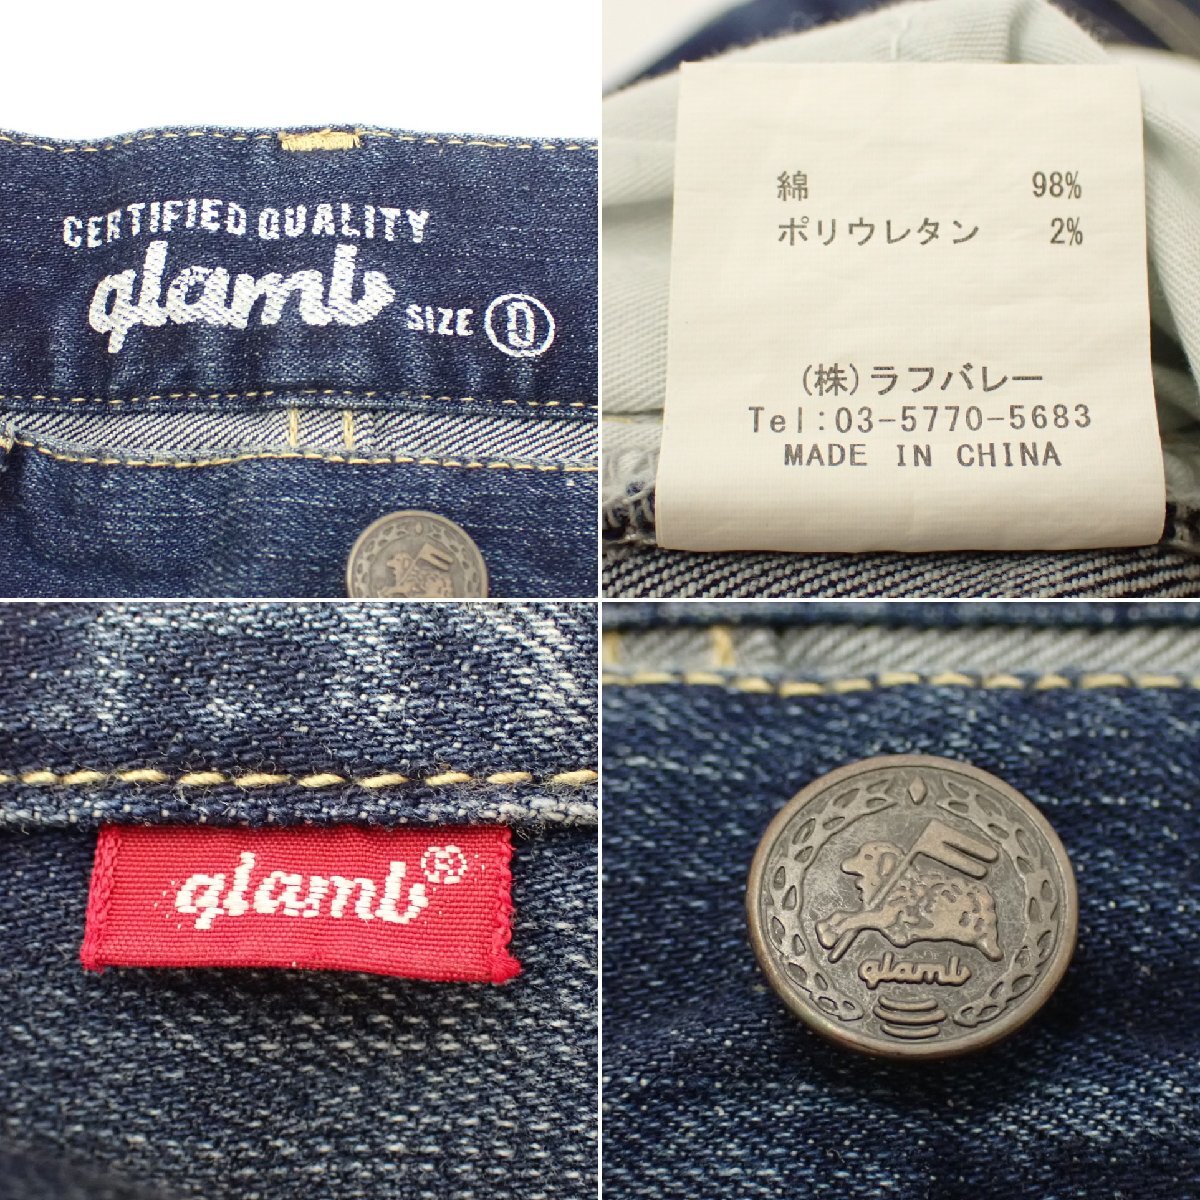 CERTIFIED QUALITY
glamb SIZE 0
綿 98%
ポリウレタン 2%
(株)ラフバレー
Tel:03-5770-5683
MADE IN CHINA
glamb®
glamb